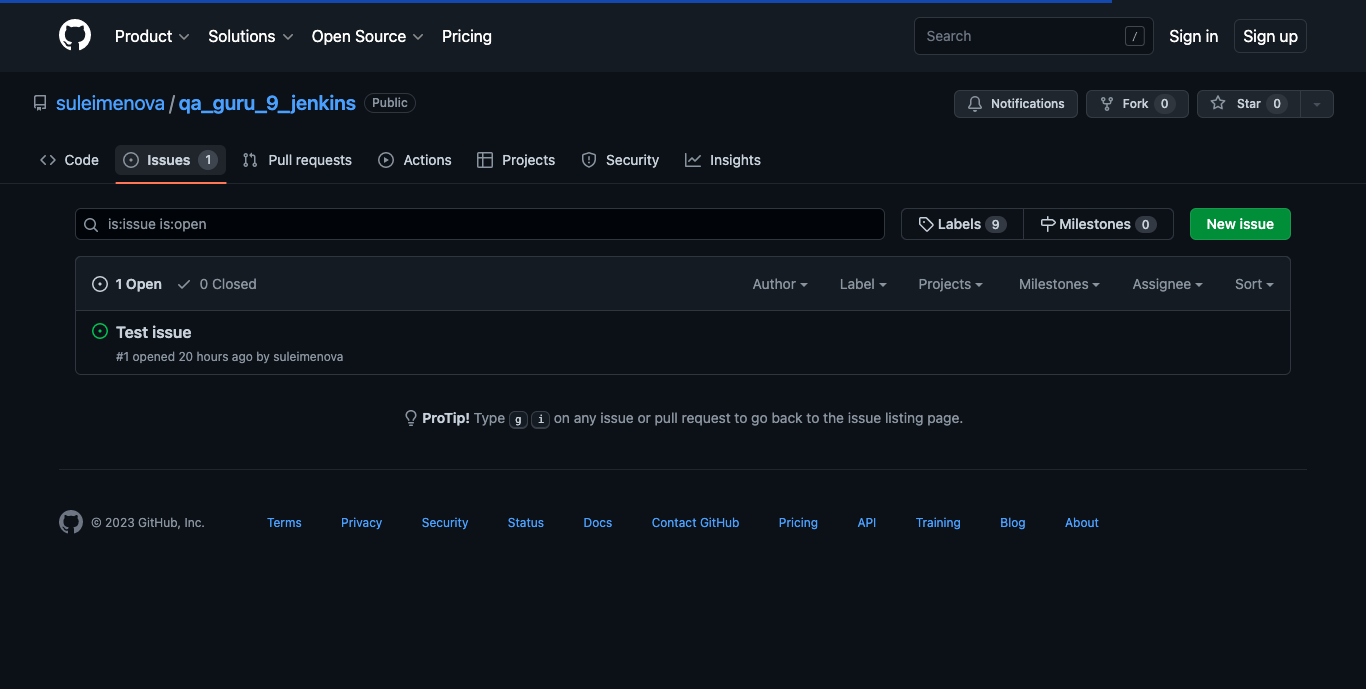 Product Solutions Open Source Pricing Search / Sign in Sign up
suleimenova / qa_guru_9_jenkins Public Notifications Fork 0 Star 0
Code Issues 1 Pull requests Actions Projects Security Insights
is:issue is:open Labels 9 Milestones 0 New issue
1 Open 0 Closed Author Label Projects Milestones Assignee Sort
Test issue
#1 opened 20 hours ago by suleimenova
ProTip! Type g i on any issue or pull request to go back to the issue listing page.
© 2023 GitHub, Inc. Terms Privacy Security Status Docs Contact GitHub Pricing API Training Blog About